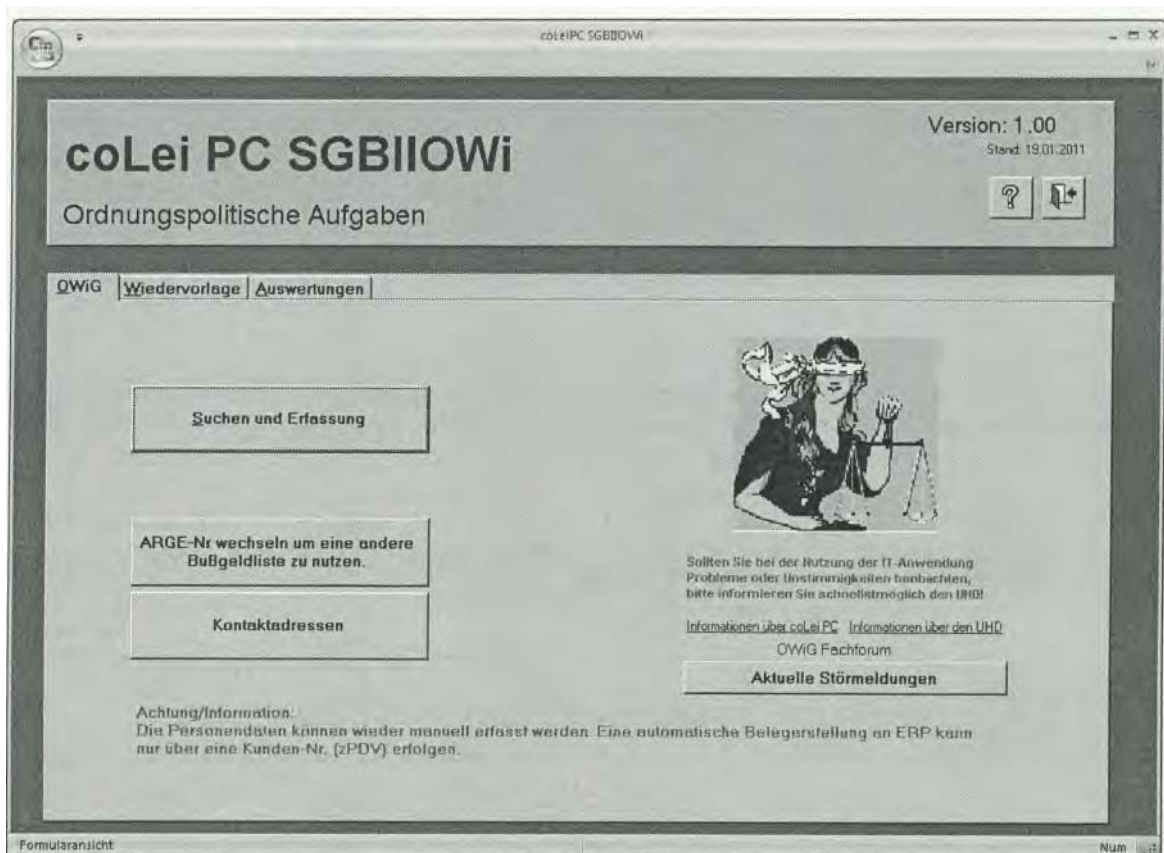 coLeiPC SGBIIOWi
coLei PC SGBIIOWi
Version: 1.00
Stand: 19.01.2011
Ordnungspolitische Aufgaben
OWiG
Wiedervorlage
Auswertungen
Suchen und Erfassung
ARGE-Nr wechseln um eine andere
Bußgeldliste zu nutzen.
Kontaktadressen
Sollten Sie bei der Nutzung der IT-Anwendung
Probleme oder Unstimmigkeiten beobachten,
bitte informieren Sie schnellstmöglich den UHD!
Informationen über coLei PC Informationen über den UHD
OWiG Fachforum
Aktuelle Störmeldungen
Achtung/Information:
Die Personendaten können wieder manuell erfasst werden. Eine automatische Belegerstellung an ERP kann
nur über eine Kunden-Nr. (zPDV) erfolgen.
Formularansicht
Num